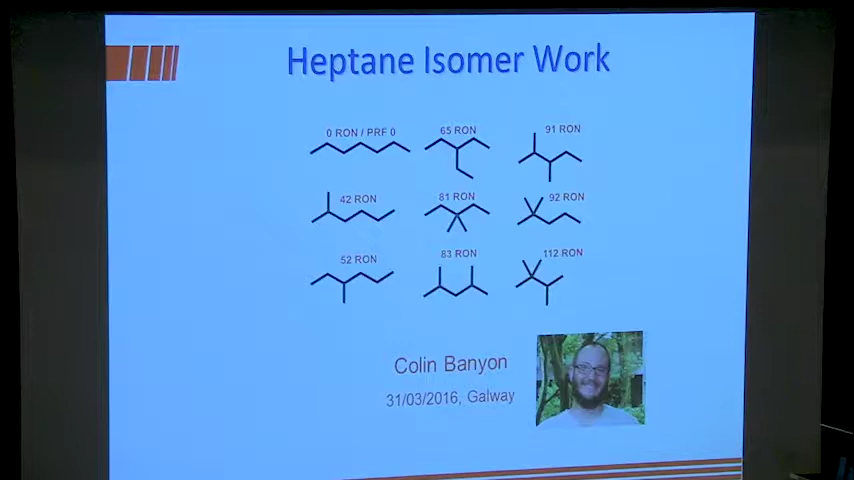 Heptane Isomer Work
0 RON / PRF 0
65 RON
91 RON
42 RON
81 RON
92 RON
52 RON
83 RON
112 RON
Colin Banyon
31/03/2016, Galway